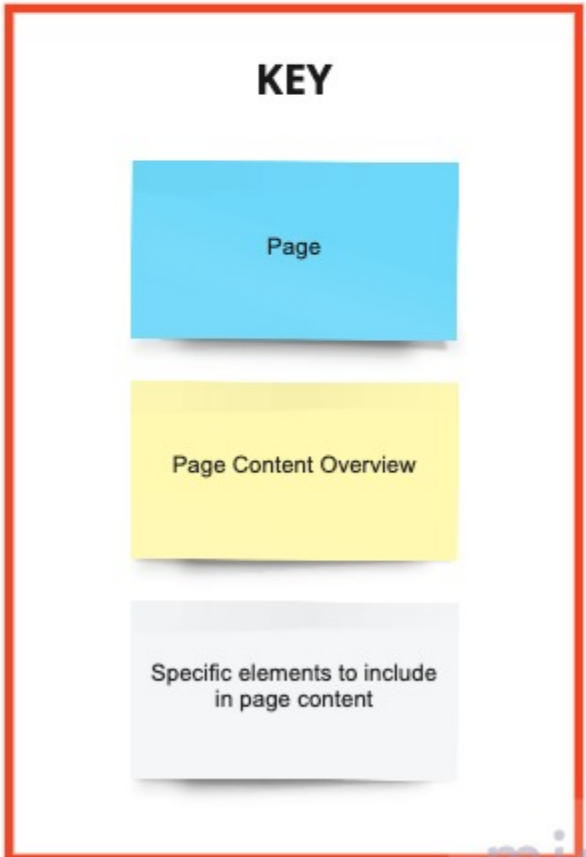 KEY
Page
Page Content Overview
Specific elements to include
in page content